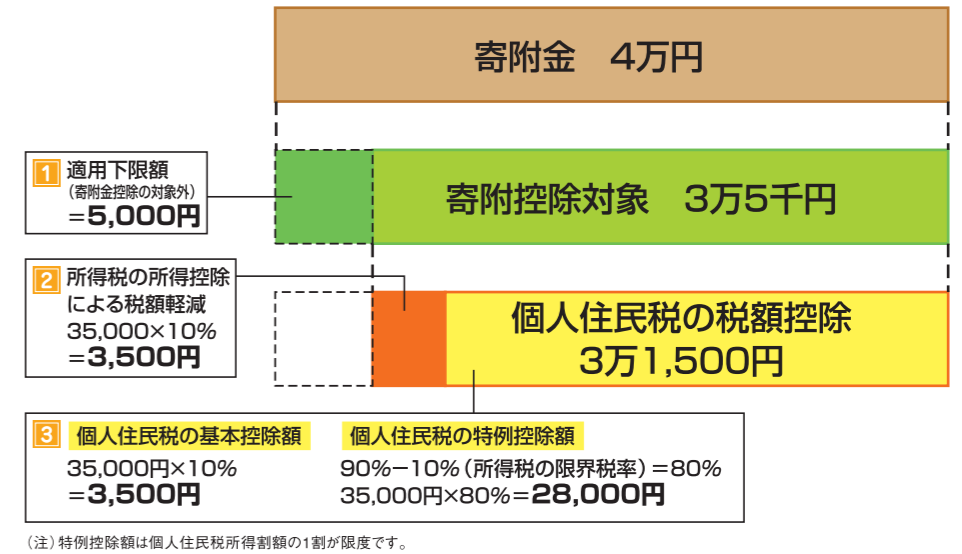 寄附金　4万円
1 適用下限額
（寄附金控除の対象外）
＝5,000円
寄附控除対象　3万5千円
2 所得税の所得控除
による税額軽減
35,000×10%
＝3,500円
個人住民税の税額控除
3万1,500円
3 個人住民税の基本控除額
35,000円×10%
＝3,500円
個人住民税の特例控除額
90%－10%（所得税の限界税率）＝80%
35,000円×80%＝28,000円
（注）特例控除額は個人住民税所得割額の1割が限度です。